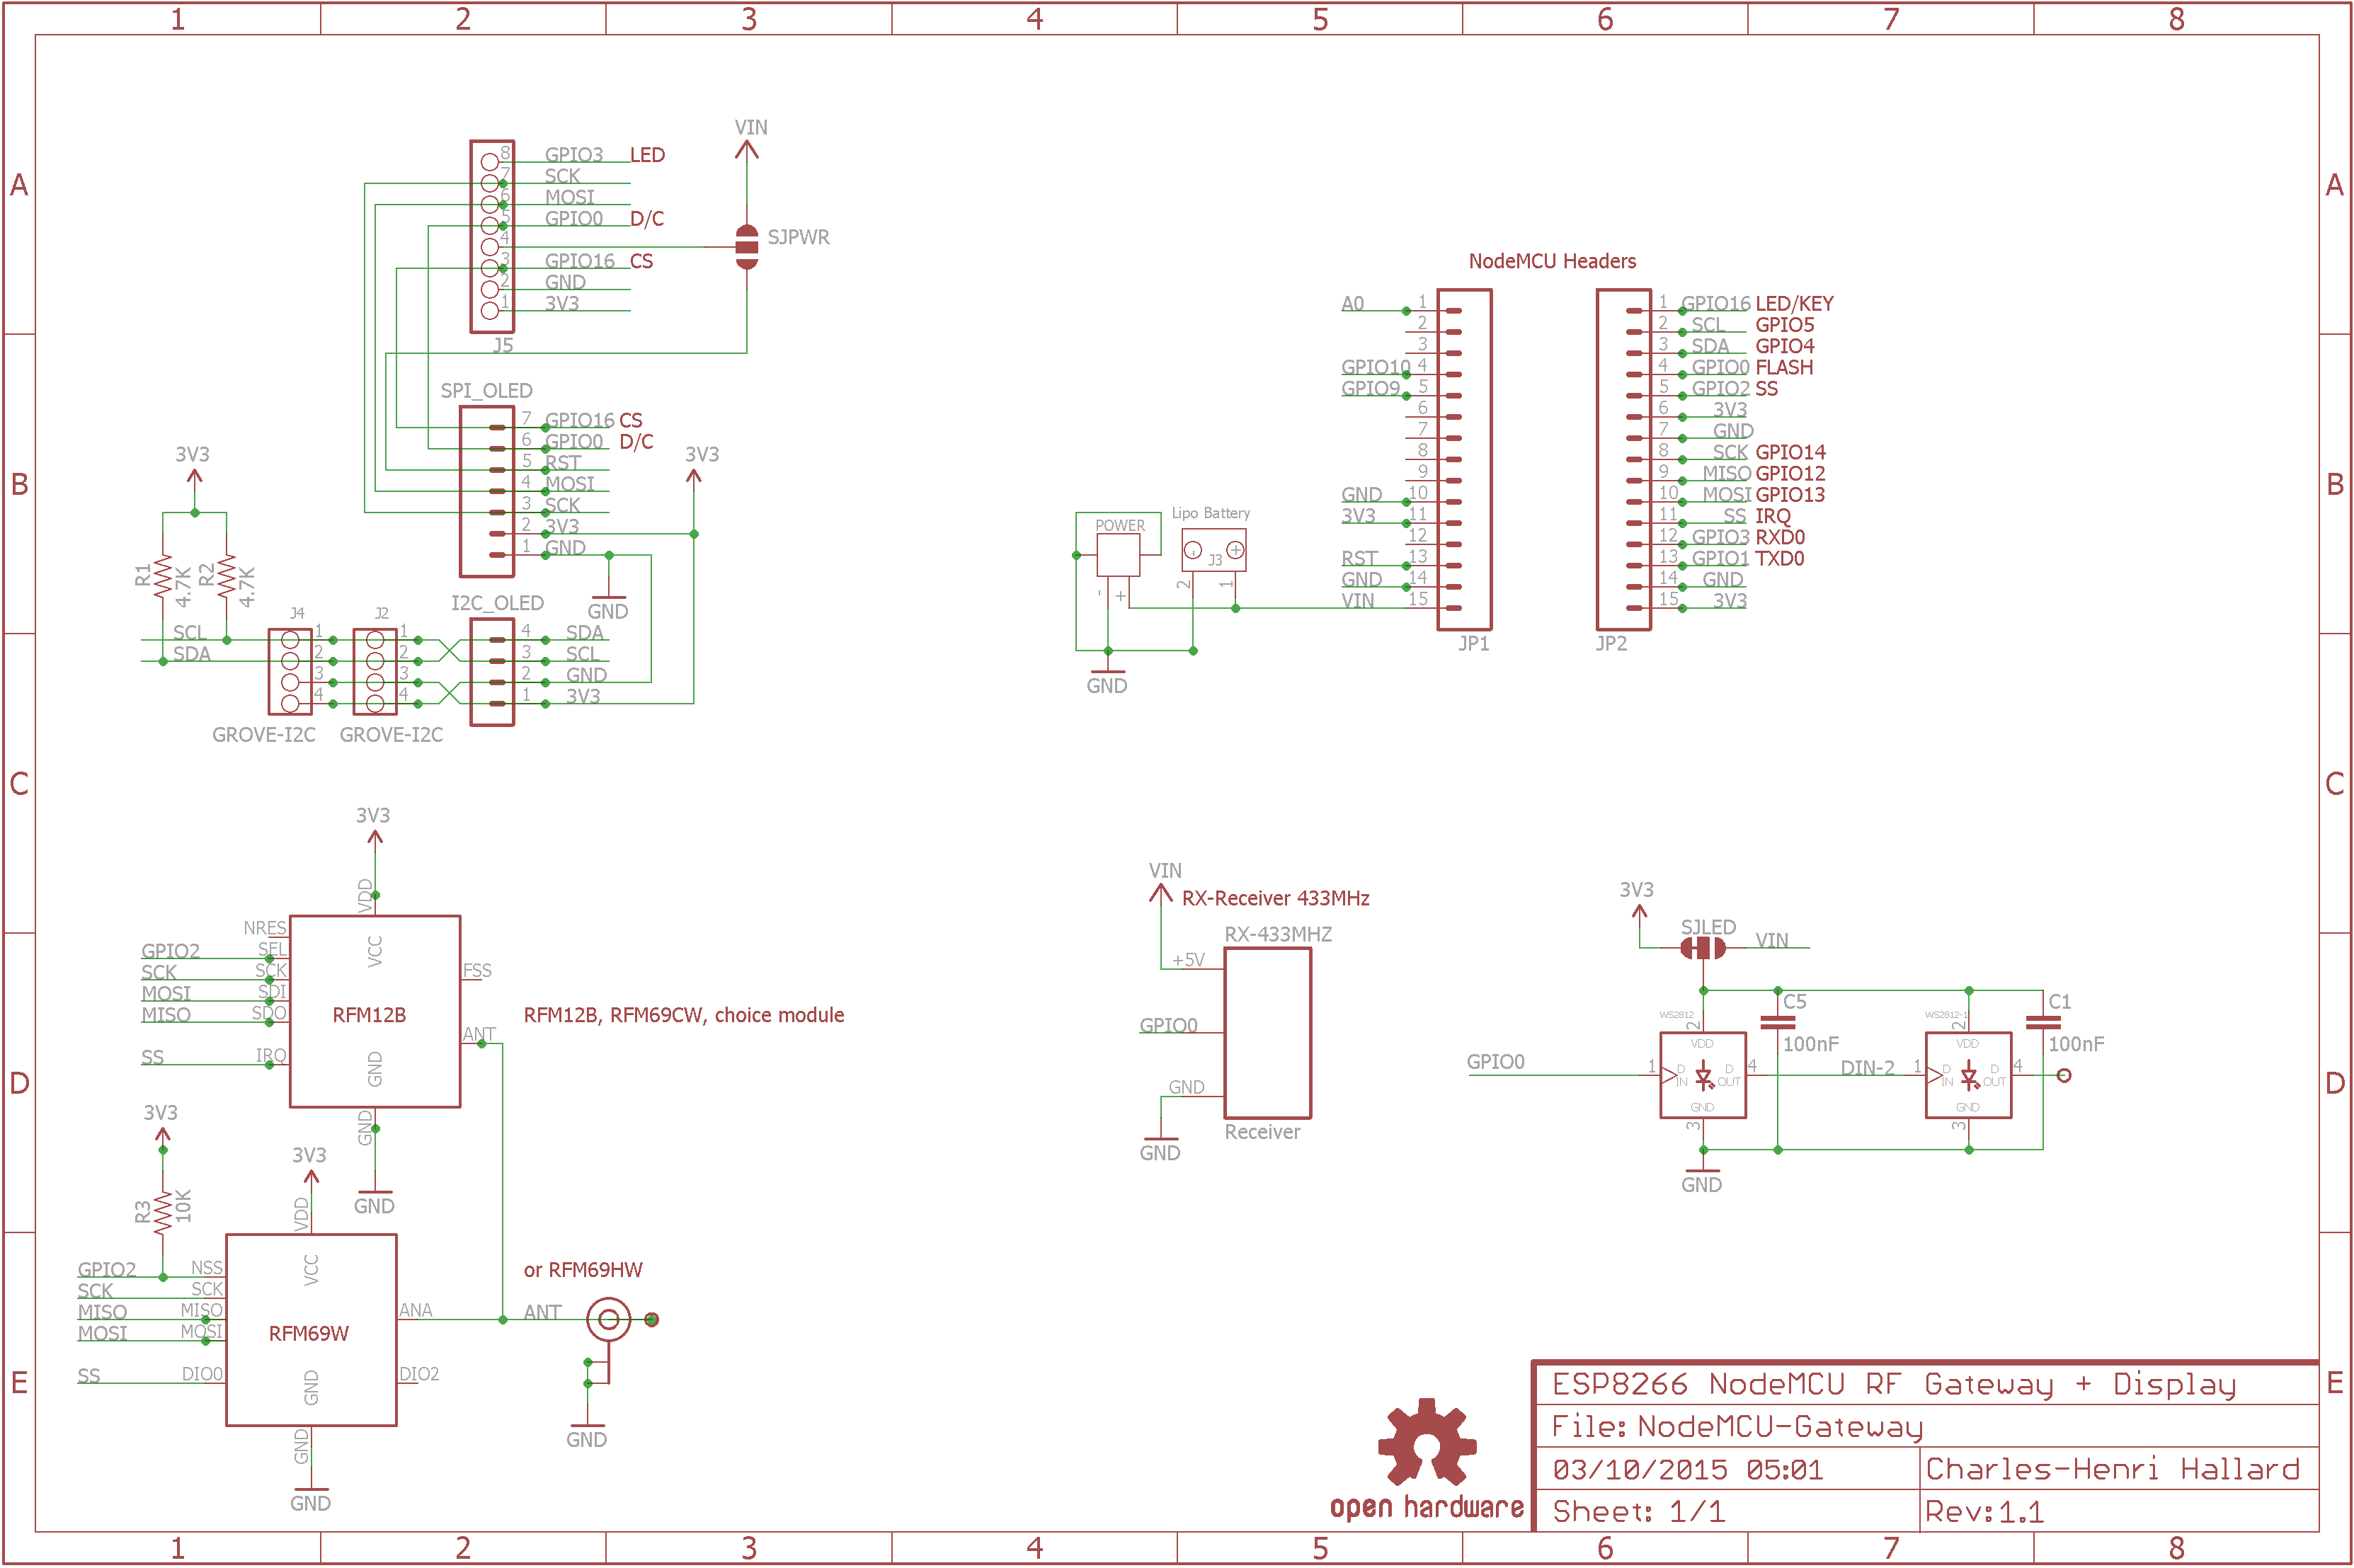 1 2 3 4 5 6 7 8
A A
B B
C C
D D
E E
1 2 3 4 5 6 7 8
8 GPIO3 LED
7 SCK
6 MOSI
5 GPIO0 D/C
4
3 GPIO16 CS
2 GND
1 3V3
J5
VIN
SJPWR
SPI_OLED
7 GPIO16 CS
6 GPIO0 D/C
5 RST
4 MOSI
3 SCK
2 3V3
1 GND
3V3
GND
3V3
R1 4.7K
R2 4.7K
SCL
SDA
J4
1
2
3
4
GROVE-I2C
J2
1
2
3
4
GROVE-I2C
I2C_OLED
4 SDA
3 SCL
2 GND
1 3V3
NodeMCU Headers
A0 1
2
3
GPIO10 4
GPIO9 5
6
7
8
9
GND 10
3V3 11
12
RST 13
GND 14
VIN 15
JP1
1 GPIO16 LED/KEY
2 SCL GPIO5
3 SDA GPIO4
4 GPIO0 FLASH
5 GPIO2 SS
6 3V3
7 GND
8 SCK GPIO14
9 MISO GPIO12
10 MOSI GPIO13
11 SS IRQ
12 GPIO3 RXD0
13 GPIO1 TXD0
14 GND
15 3V3
JP2
POWER
- +
Lipo Battery
- +
J3
2 1
GND
3V3
VDD
VCC
NRES
GPIO2 SEL
SCK SCK
MOSI SDI
MISO SDO
SS IRQ
RFM12B
FSS
ANT
GND
GND
GND
RFM12B, RFM69CW, choice module
3V3
R3 10K
3V3
VDD
VCC
GPIO2 NSS
SCK SCK
MISO MISO
MOSI MOSI
SS DIO0
RFM69W
ANA
DIO2
GND
GND
GND
or RFM69HW
ANT
GND
VIN
RX-Receiver 433MHz
RX-433MHZ
+5V
GPIO0
GND
Receiver
GND
3V3
SJLED
VIN
C5
100nF
C1
100nF
WS2812
2
VDD
GPIO0 1 D IN D OUT 4
GND
3
DIN-2
WS2812-1
2
VDD
1 D IN D OUT 4
GND
3
GND
open hardware
ESP8266 NodeMCU RF Gateway + Display
File: NodeMCU-Gateway
03/10/2015 05:01 Charles-Henri Hallard
Sheet: 1/1 Rev:1.1